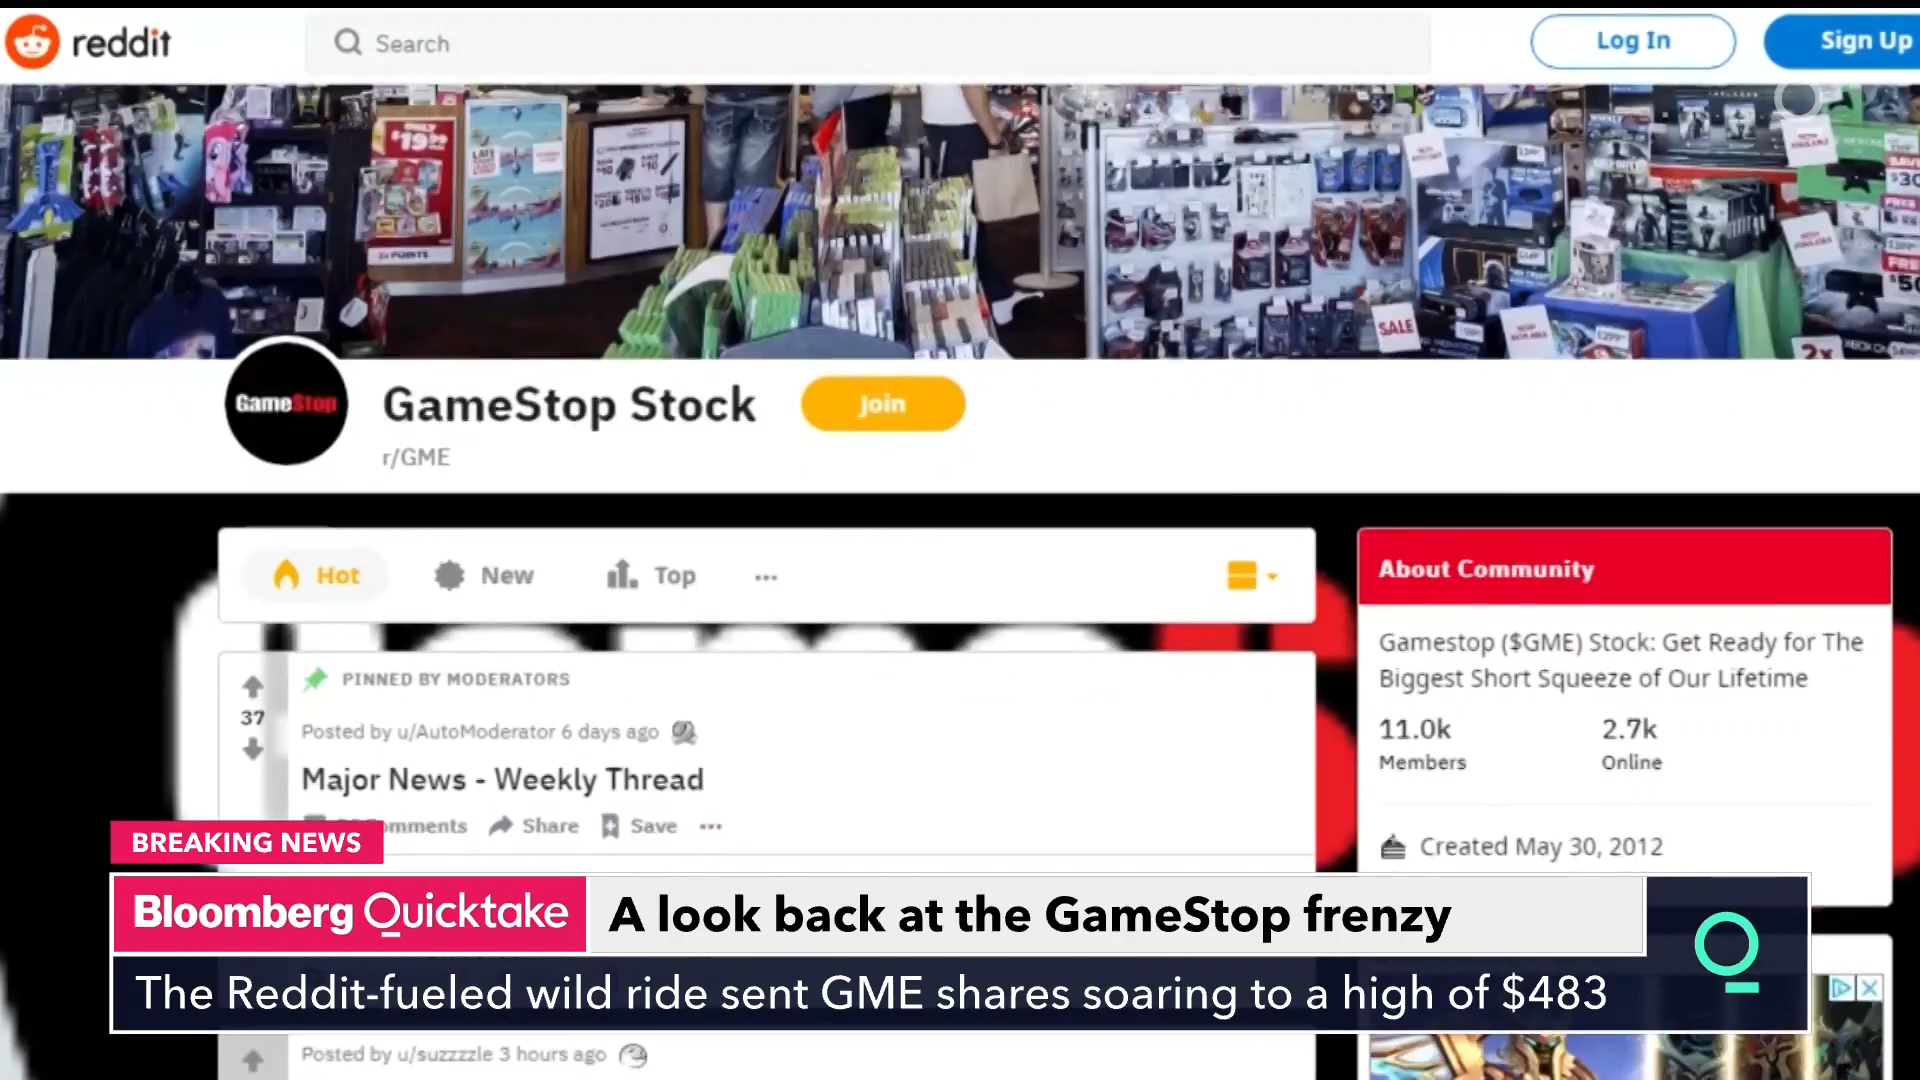 reddit
Search
Log In
Sign Up
ONLY
$19.99
SALE
GameStop
GameStop Stock
Join
r/GME
Hot
New
Top
About Community
Gamestop ($GME) Stock: Get Ready for The
Biggest Short Squeeze of Our Lifetime
11.0k
2.7k
Members
Online
Created May 30, 2012
PINNED BY MODERATORS
37
Posted by u/AutoModerator 6 days ago
Major News - Weekly Thread
Share
Save
BREAKING NEWS
Bloomberg Quicktake
A look back at the GameStop frenzy
The Reddit-fueled wild ride sent GME shares soaring to a high of $483
Posted by u/suzzzzle 3 hours ago